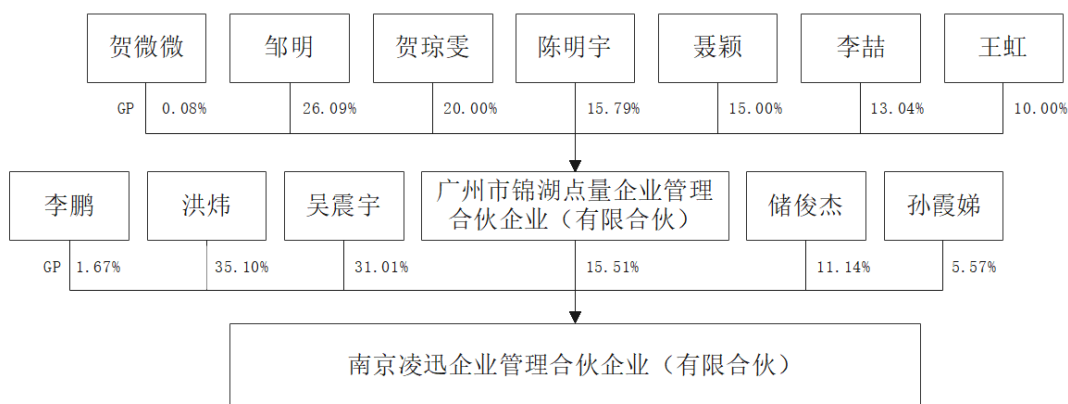 贺微微 邹明 贺琼雯 陈明宇 聂颖 李喆 王虹
GP 0.08% 26.09% 20.00% 15.79% 15.00% 13.04% 10.00%
李鹏 洪炜 吴震宇 广州市锦湖点量企业管理 储俊杰 孙霞娣
合伙企业（有限合伙）
GP 1.67% 35.10% 31.01% 15.51% 11.14% 5.57%
南京凌迅企业管理合伙企业（有限合伙）